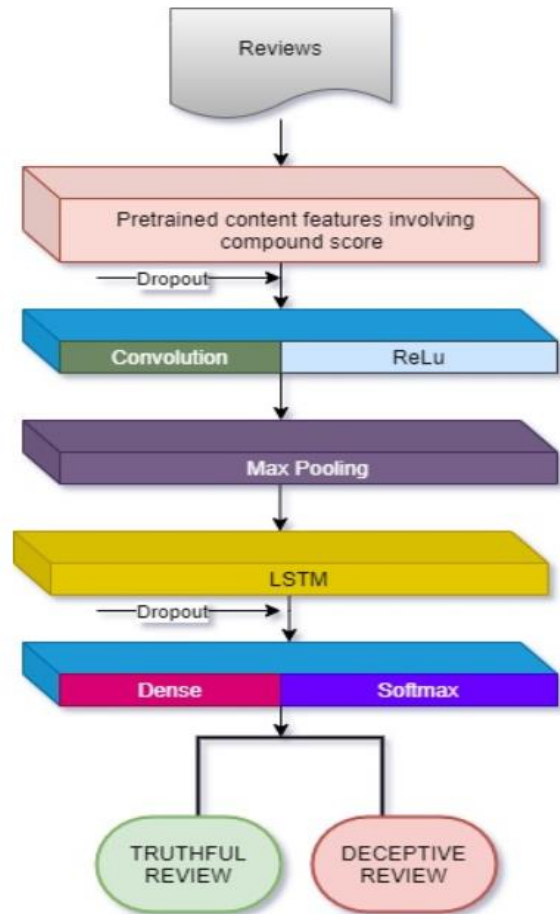 Reviews
Pretrained content features involving
compound score
Dropout
Convolution
ReLu
Max Pooling
LSTM
Dropout
Dense
Softmax
TRUTHFUL
REVIEW
DECEPTIVE
REVIEW